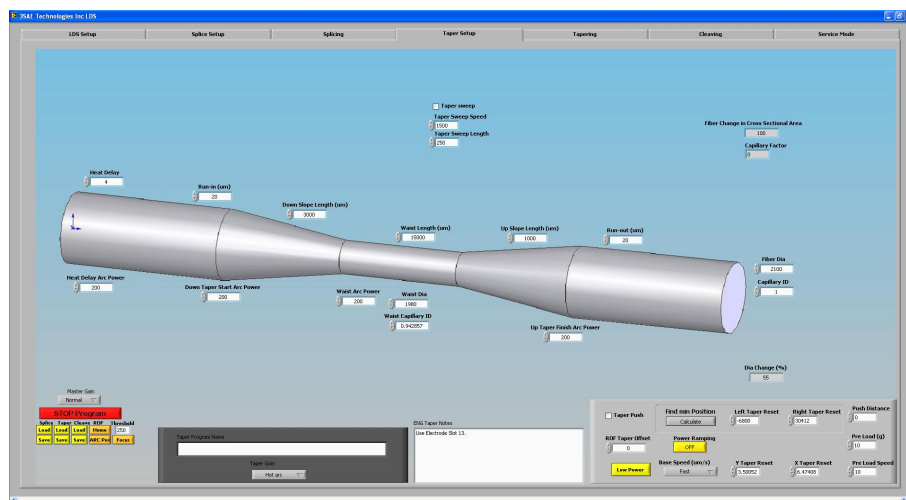 JSAE Technologies Inc LDS
LDS Setup Splice Setup Splicing Taper Setup Tapering Cleaving Service Mode
Taper sweep
Taper Sweep Speed
1500
Taper Sweep Length
250
Fiber Change in Cross Sectional Area
100
Capillary Factor
0
Heat Delay
4
Run-in (um)
20
Down Slope Length (um)
3000
Waist Length (um)
15000
Up Slope Length (um)
1000
Run-out (um)
20
Fiber Dia
2100
Capillary ID
1
Heat Delay Arc Power
200
Down Taper Start Arc Power
200
Waist Arc Power
200
Waist Dia
1980
Waist Capillary ID
0.942857
Up Taper Finish Arc Power
200
Dia Change (%)
55
Master Gain
Normal
STOP Program
Splice Taper Cleave ROF Threshold
Load Load Load Home 250
Save Save Save ARC Pos Focus
Taper Program Name
Taper Gain
Hot arc
ENG Taper Notes
Use Electrode Slot 13.
Taper Push
Find min Position
Calculate
Left Taper Reset
-6800
Right Taper Reset
30412
Push Distance
0
ROF Taper Offset
0
Power Ramping
OFF
Pre Load (g)
10
Low Power
Base Speed (um/s)
Fast
Y Taper Reset
3.50052
X Taper Reset
6.47408
Pre Load Speed
10